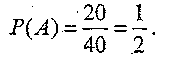 P(A) = 20/40 = 1/2.